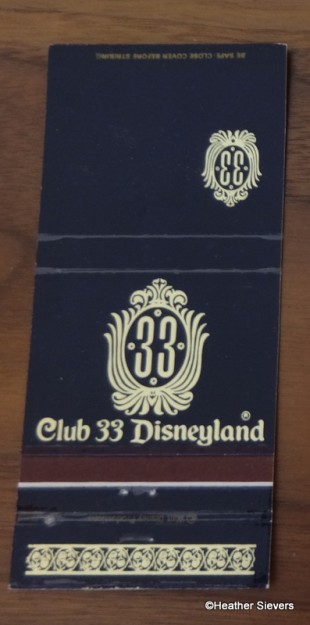 BE SAFE. CLOSE COVER BEFORE STRIKING
33
33
Club 33 Disneyland®
©Heather Sievers